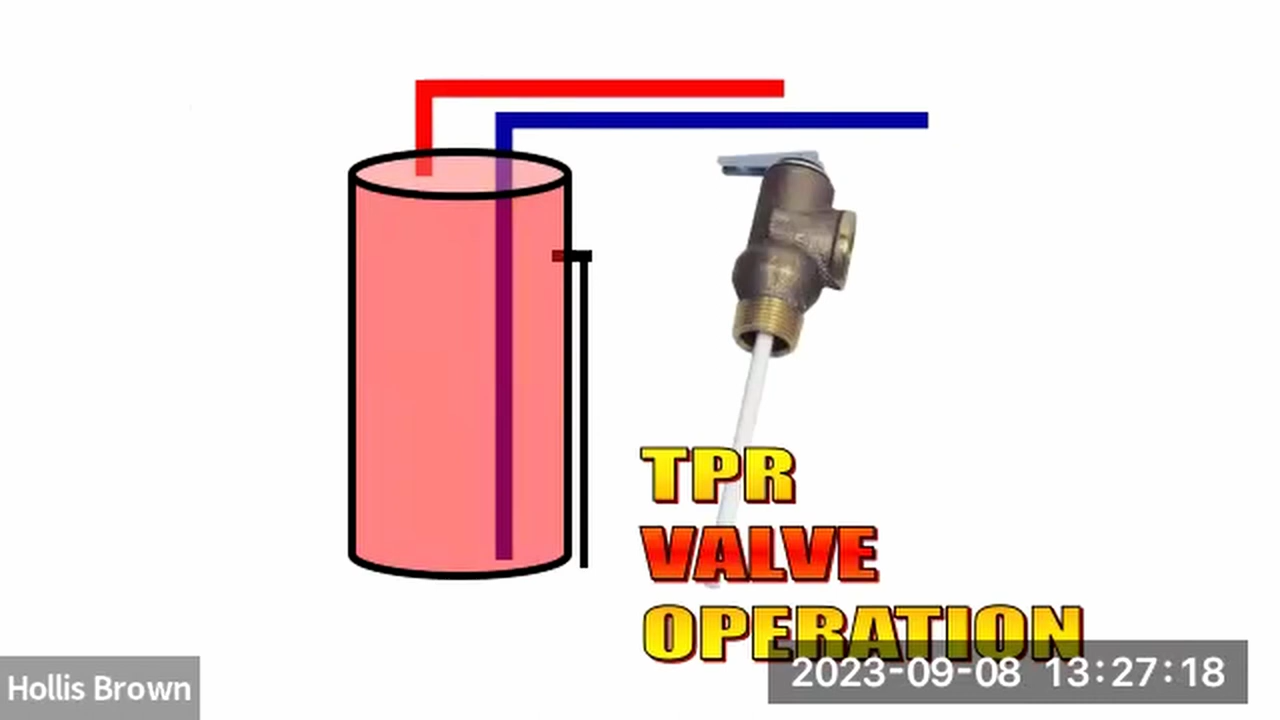 TPR
VALVE
OPERATION
2023-09-08 13:27:18
Hollis Brown